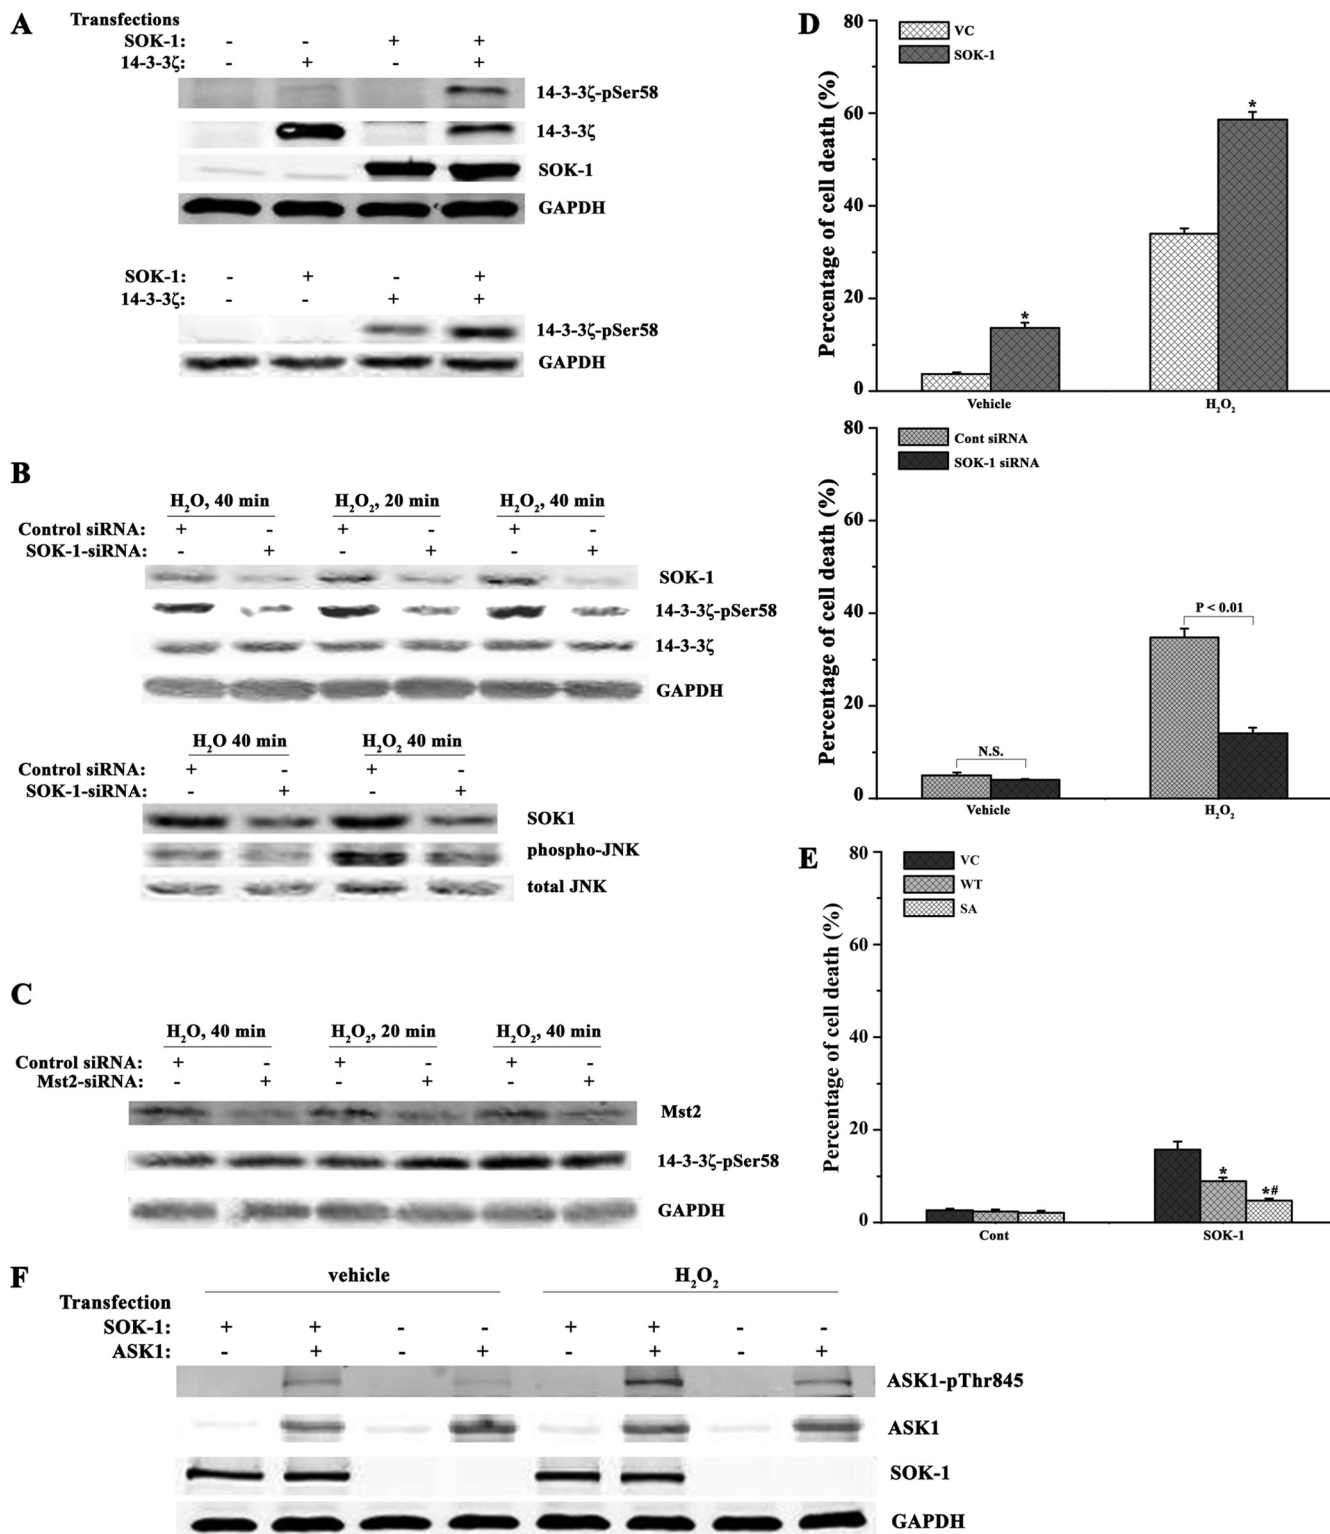 A
Transfections
SOK-1: - - + +
14-3-3ζ: - + - +
14-3-3ζ-pSer58
14-3-3ζ
SOK-1
GAPDH
SOK-1: - + - +
14-3-3ζ: - - + +
14-3-3ζ-pSer58
GAPDH
B
H₂O, 40 min H₂O₂, 20 min H₂O₂, 40 min
Control siRNA: + - + - + -
SOK-1-siRNA: - + - + - +
SOK-1
14-3-3ζ-pSer58
14-3-3ζ
GAPDH
H₂O 40 min H₂O₂ 40 min
Control siRNA: + - + -
SOK-1-siRNA: - + - +
SOK1
phospho-JNK
total JNK
C
H₂O, 40 min H₂O₂, 20 min H₂O₂, 40 min
Control siRNA: + - + - + -
Mst2-siRNA: - + - + - +
Mst2
14-3-3ζ-pSer58
GAPDH
D
VC
SOK-1
Percentage of cell death (%)
80
60
40
20
0
*
*
Vehicle H₂O₂
Cont siRNA
SOK-1 siRNA
Percentage of cell death (%)
80
60
40
20
0
N.S.
P < 0.01
Vehicle H₂O₂
E
VC
WT
SA
Percentage of cell death (%)
80
60
40
20
0
*
*#
Cont SOK-1
F
vehicle H₂O₂
Transfection
SOK-1: + + - - + + - -
ASK1: - + - + - + - +
ASK1-pThr845
ASK1
SOK-1
GAPDH